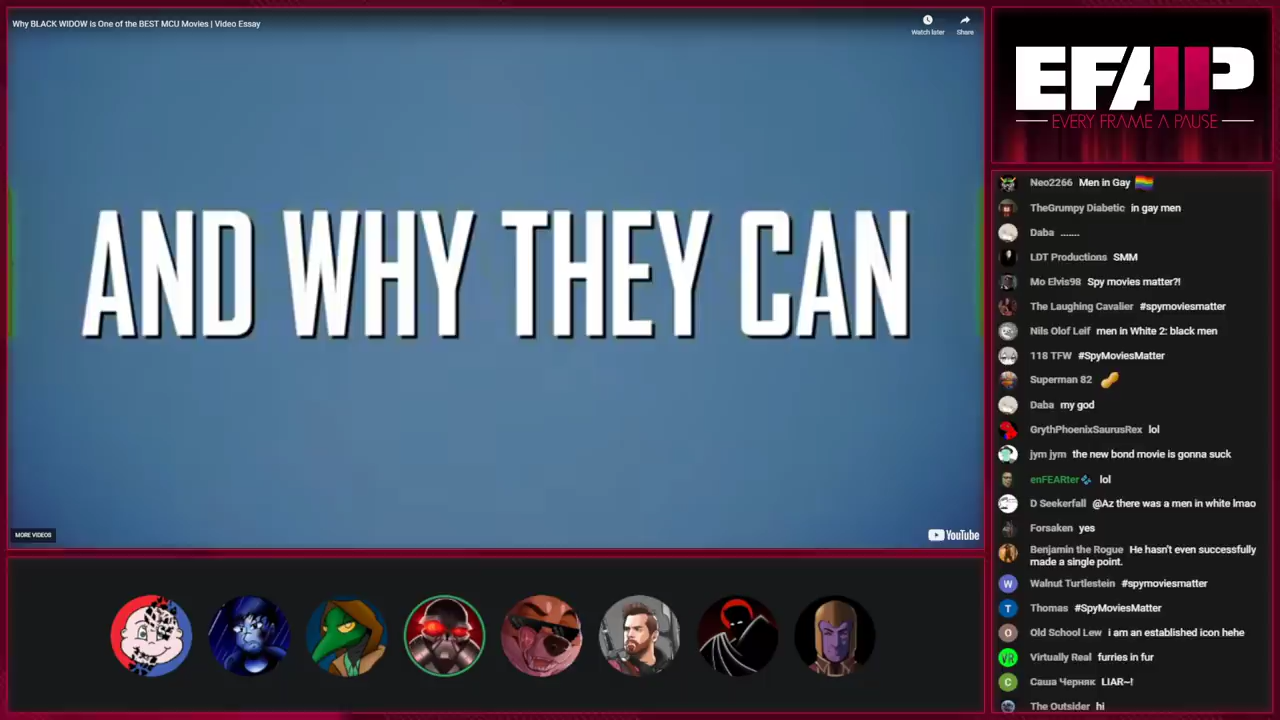 Why BLACK WIDOW is One of the BEST MCU Movies | Video Essay
Watch later
Share
AND WHY THEY CAN
MORE VIDEOS
YouTube
EFAP
EVERY FRAME A PAUSE
Neo2266 Men in Gay
TheGrumpy Diabetic in gay men
Daba .......
LDT Productions SMM
Mo Elvis98 Spy movies matter?!
The Laughing Cavalier #spymoviesmatter
Nils Olof Leif men in White 2: black men
118 TFW #SpyMoviesMatter
Superman 82
Daba my god
GrythPhoenixSaurusRex lol
jym jym the new bond movie is gonna suck
enFEARter lol
D Seekerfall @Az there was a men in white lmao
Forsaken yes
Benjamin the Rogue He hasn't even successfully
made a single point.
W Walnut Turtlestein #spymoviesmatter
T Thomas #SpyMoviesMatter
O Old School Lew i am an established icon hehe
VR Virtually Real furries in fur
C Саша Черняк LIAR~!
The Outsider hi